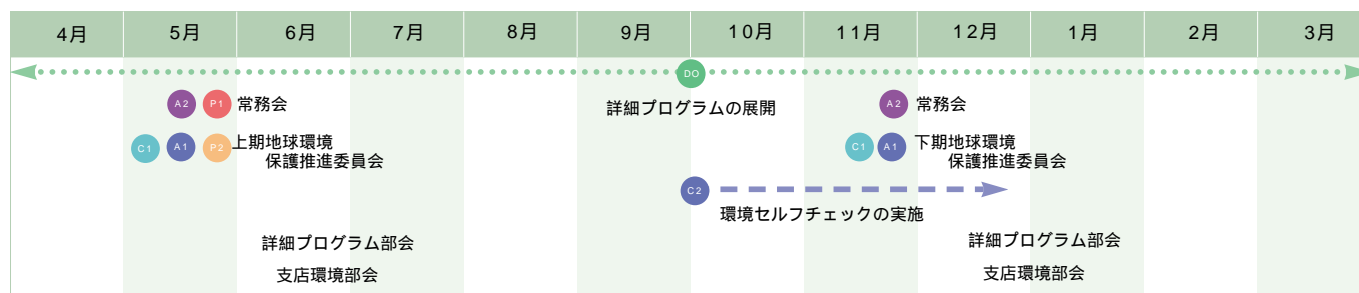 4月 5月 6月 7月 8月 9月 10月 11月 12月 1月 2月 3月
DO
詳細プログラムの展開
A2 P1 常務会
C1 A1 P2 上期地球環境
保護推進委員会
A2 常務会
C1 A1 下期地球環境
保護推進委員会
C2
環境セルフチェックの実施
詳細プログラム部会
支店環境部会
詳細プログラム部会
支店環境部会